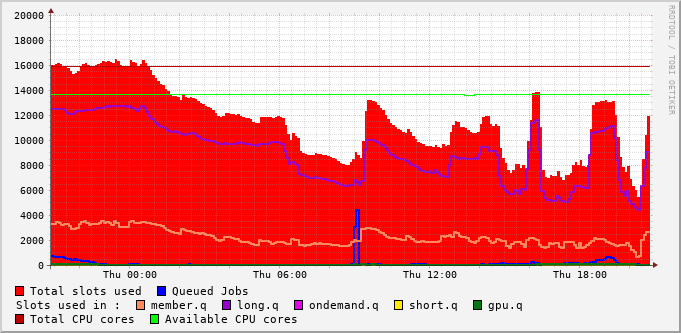 RRDTOOL / TOBI OETIKER
20000
18000
16000
14000
12000
10000
8000
6000
4000
2000
0
Thu 00:00 Thu 06:00 Thu 12:00 Thu 18:00
Total slots used Queued Jobs
Slots used in : member.q long.q ondemand.q short.q gpu.q
Total CPU cores Available CPU cores